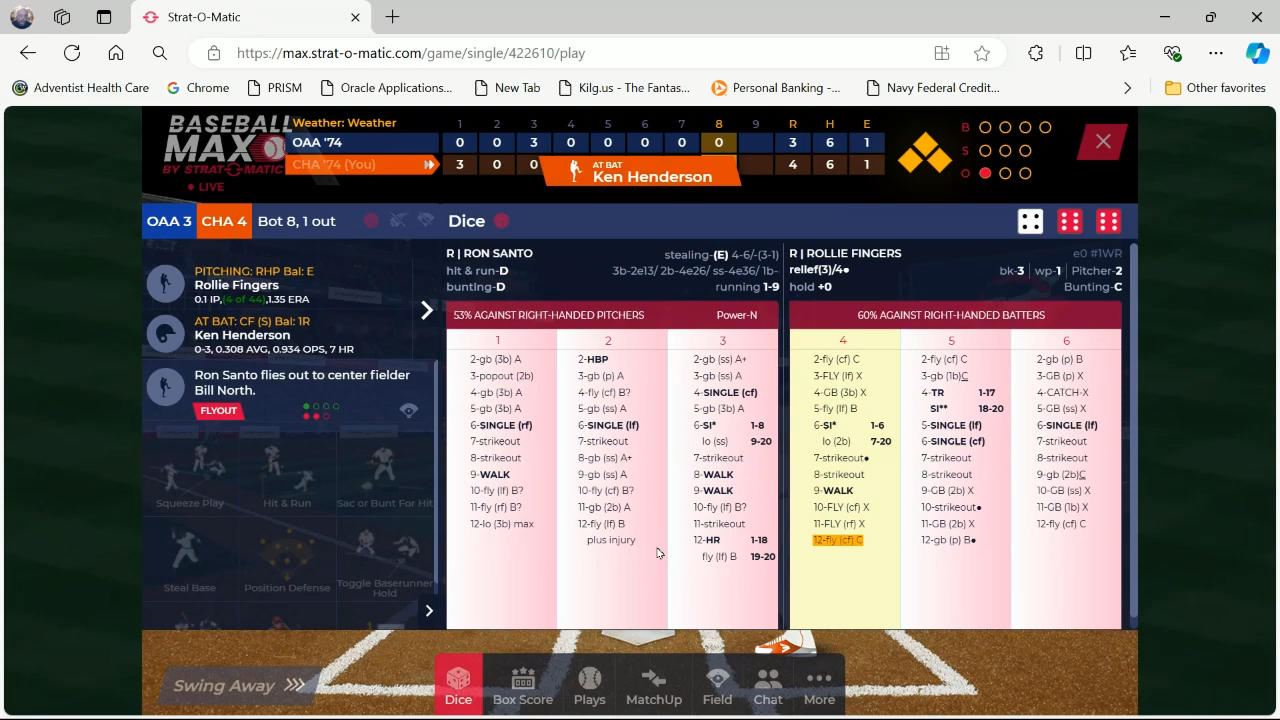 Strat-O-Matic
https://max.strat-o-matic.com/game/single/422610/play
Adventist Health Care
Chrome
PRISM
Oracle Applications...
New Tab
Kilg.us - The Fantas...
Personal Banking -...
Navy Federal Credi...
Other favorites
BASEBALL
MAX
BY STRAT-O-MATIC
LIVE
Weather: Weather
1 2 3 4 5 6 7 8 9 R H E
OAA '74 0 0 3 0 0 0 0 0 3 6 1
CHA '74 (You) 3 0 0 4 6 1
AT BAT
Ken Henderson
B
S
O
OAA 3 CHA 4 Bot 8, 1 out
Dice
PITCHING: RHP Bal: E
Rollie Fingers
0.1 IP,(4 of 44),1.35 ERA
AT BAT: CF (S) Bal: 1R
Ken Henderson
0-3, 0.308 AVG, 0.934 OPS, 7 HR
Ron Santo flies out to center fielder
Bill North.
FLYOUT
Squeeze Play Hit & Run Sac or Bunt For Hit
Steal Base Position Defense Toggle Baserunner
Hold
Swing Away
R | RON SANTO stealing-(E) 4-6/-(3-1)
hit & run-D 3b-2e13/ 2b-4e26/ ss-4e36/ 1b-
bunting-D running 1-9
53% AGAINST RIGHT-HANDED PITCHERS Power-N
1
2-gb (3b) A
3-popout (2b)
4-gb (3b) A
5-gb (3b) A
6-SINGLE (rf)
7-strikeout
8-strikeout
9-WALK
10-fly (lf) B?
11-fly (rf) B?
12-lo (3b) max
2
2-HBP
3-gb (p) A
4-fly (cf) B?
5-gb (ss) A
6-SINGLE (lf)
7-strikeout
8-gb (ss) A+
9-gb (ss) A
10-fly (cf) B?
11-gb (2b) A
12-fly (lf) B
plus injury
3
2-gb (ss) A+
3-gb (ss) A
4-SINGLE (cf)
5-gb (3b) A
6-SI* 1-8
lo (ss) 9-20
7-strikeout
8-WALK
9-WALK
10-fly (lf) B?
11-strikeout
12-HR 1-18
fly (lf) B 19-20
R | ROLLIE FINGERS e0 #1WR
relief(3)/4● bk-3 wp-1 Pitcher-2
hold +0 Bunting-C
60% AGAINST RIGHT-HANDED BATTERS
4
2-fly (cf) C
3-FLY (lf) X
4-GB (3b) X
5-fly (lf) B
6-SI* 1-6
lo (2b) 7-20
7-strikeout●
8-strikeout
9-WALK
10-FLY (cf) X
11-FLY (rf) X
12-fly (cf) C
5
2-fly (cf) C
3-gb (1b)C
4-TR 1-17
SI** 18-20
5-SINGLE (lf)
6-SINGLE (cf)
7-strikeout
8-strikeout
9-GB (2b) X
10-strikeout●
11-GB (2b) X
12-gb (p) B●
6
2-gb (p) B
3-GB (p) X
4-CATCH-X
5-GB (ss) X
6-SINGLE (lf)
7-strikeout
8-strikeout
9-gb (2b)C
10-GB (ss) X
11-GB (1b) X
12-fly (cf) C
Dice Box Score Plays MatchUp Field Chat More